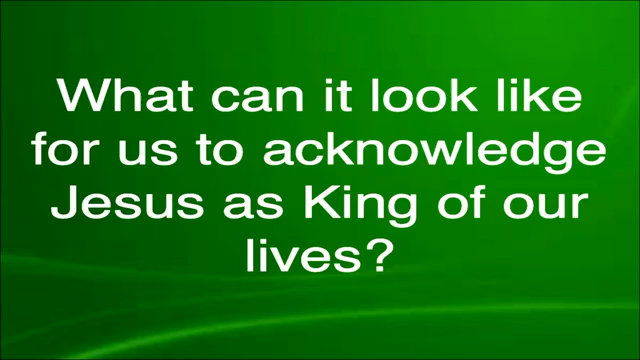 What can it look like
for us to acknowledge
Jesus as King of our
lives?